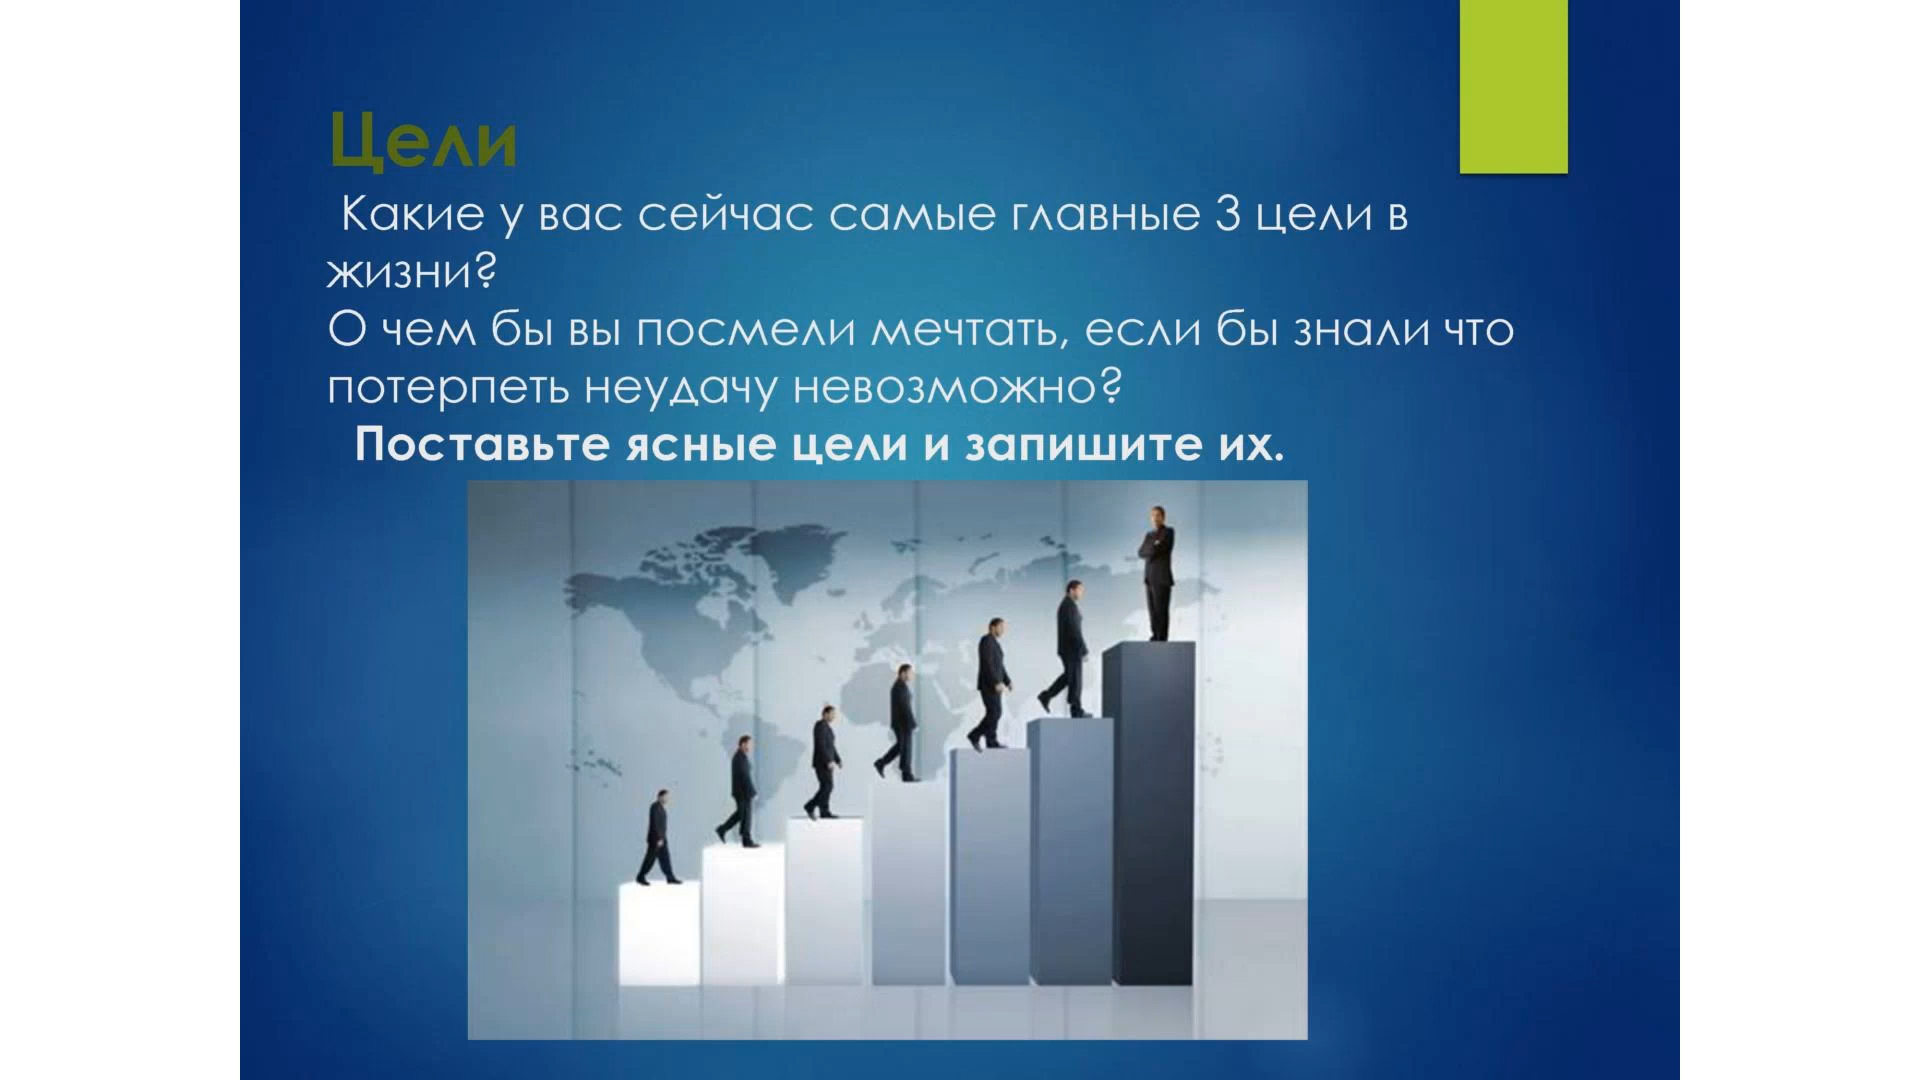 Цели
Какие у вас сейчас самые главные 3 цели в
жизни?
О чем бы вы посмели мечтать, если бы знали что
потерпеть неудачу невозможно?
Поставьте ясные цели и запишите их.